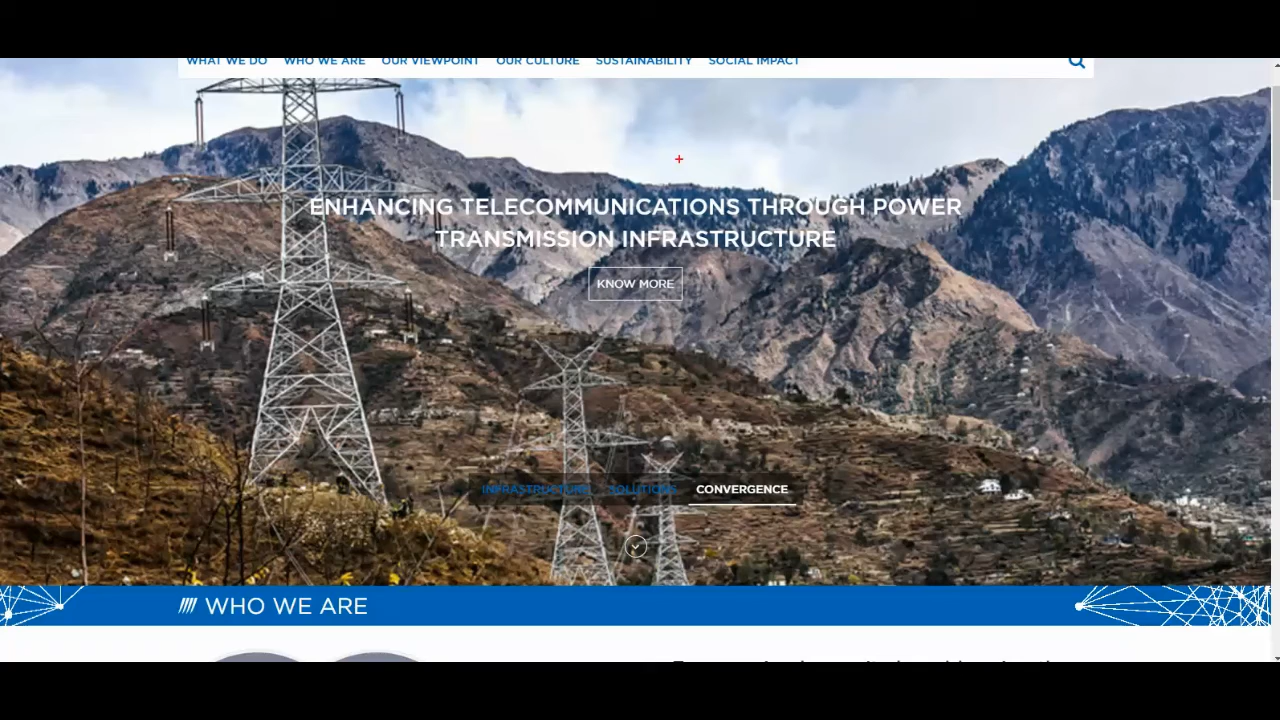 WHAT WE DO WHO WE ARE OUR VIEWPOINT OUR CULTURE SUSTAINABILITY SOCIAL IMPACT
ENHANCING TELECOMMUNICATIONS THROUGH POWER
TRANSMISSION INFRASTRUCTURE
KNOW MORE
INFRASTRUCTURE SOLUTIONS CONVERGENCE
WHO WE ARE